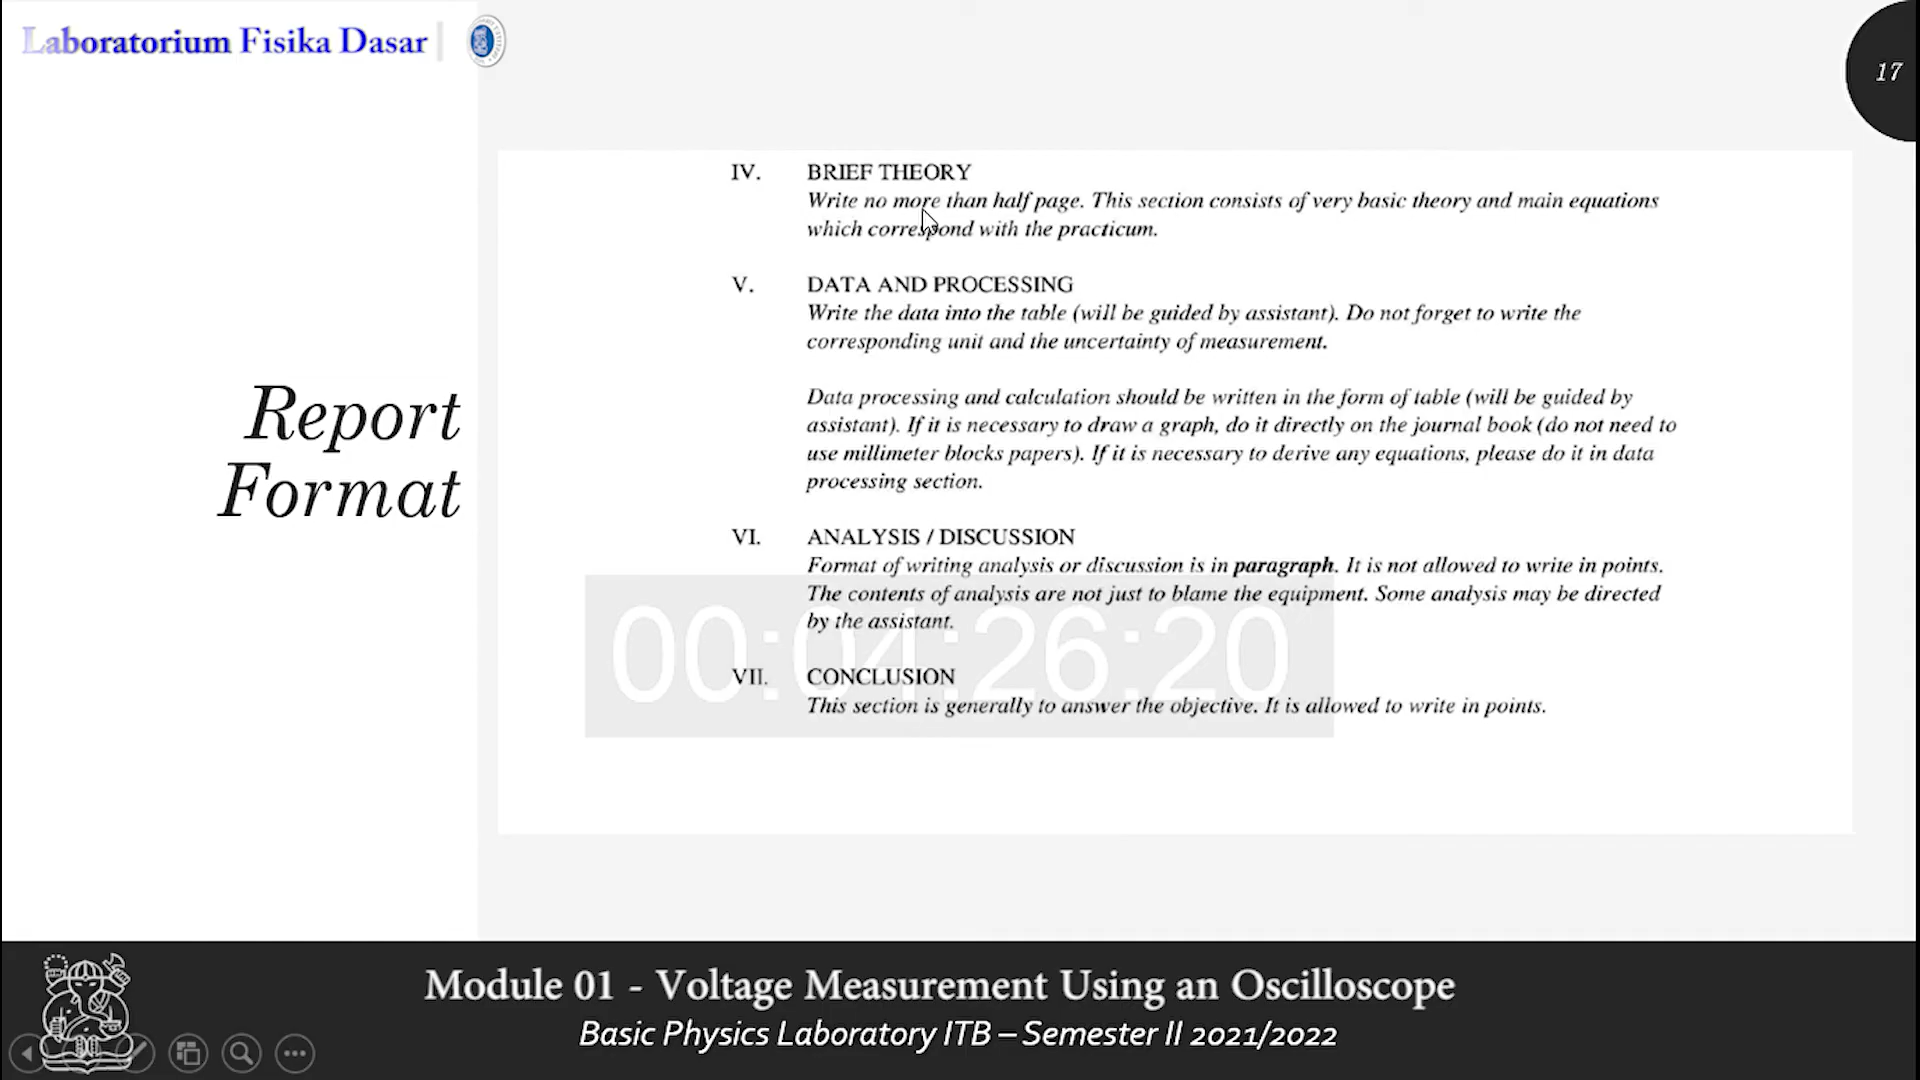 Laboratorium Fisika Dasar
17
Report
Format
IV. BRIEF THEORY
Write no more than half page. This section consists of very basic theory and main equations
which correspond with the practicum.
V. DATA AND PROCESSING
Write the data into the table (will be guided by assistant). Do not forget to write the
corresponding unit and the uncertainty of measurement.
Data processing and calculation should be written in the form of table (will be guided by
assistant). If it is necessary to draw a graph, do it directly on the journal book (do not need to
use millimeter blocks papers). If it is necessary to derive any equations, please do it in data
processing section.
VI. ANALYSIS / DISCUSSION
Format of writing analysis or discussion is in paragraph. It is not allowed to write in points.
The contents of analysis are not just to blame the equipment. Some analysis may be directed
by the assistant.
00:04:26:20
VII. CONCLUSION
This section is generally to answer the objective. It is allowed to write in points.
Module 01 - Voltage Measurement Using an Oscilloscope
Basic Physics Laboratory ITB – Semester II 2021/2022